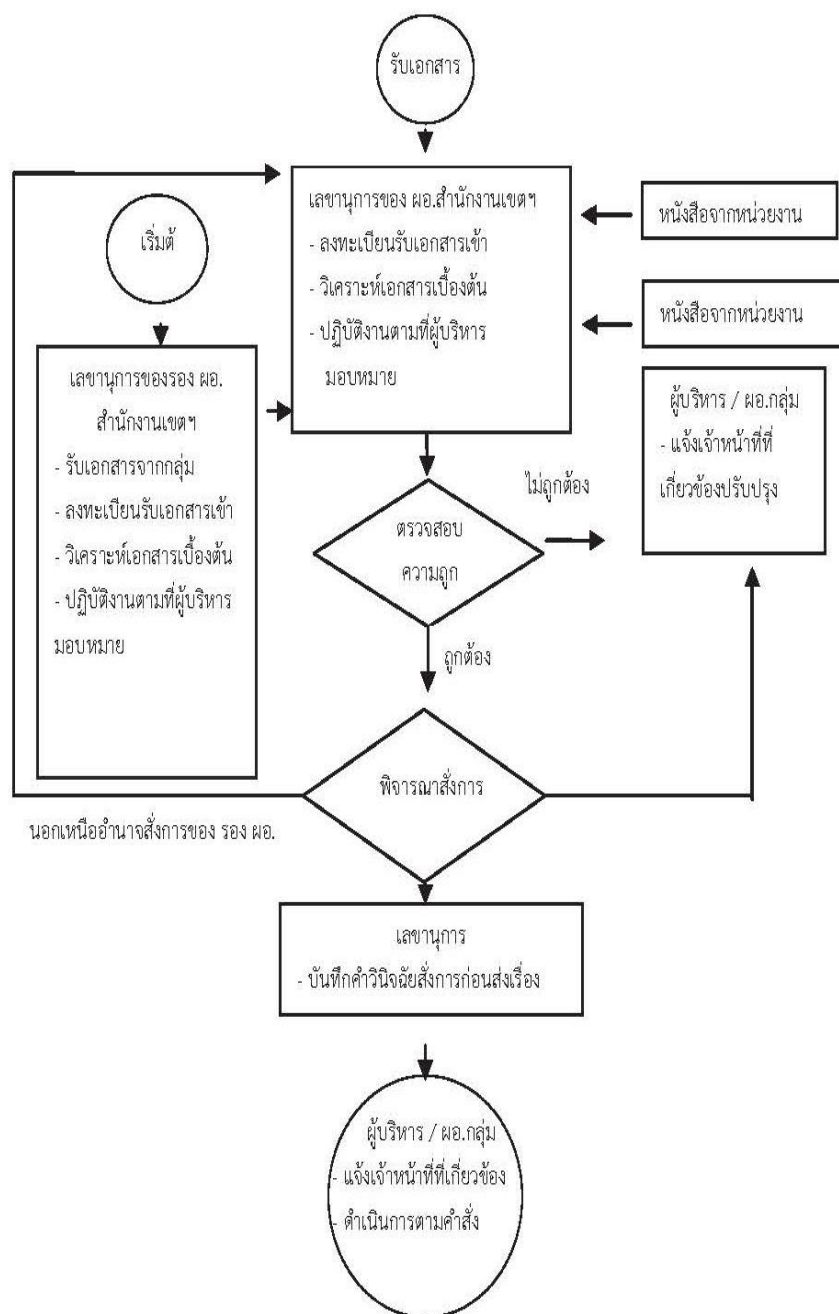 รับเอกสาร
เลขานุการของ ผอ.สำนักงานเขตฯ
- ลงทะเบียนรับเอกสารเข้า
- วิเคราะห์เอกสารเบื้องต้น
- ปฏิบัติงานตามที่ผู้บริหาร
มอบหมาย
หนังสือจากหน่วยงาน
หนังสือจากหน่วยงาน
เริ่มต้
เลขานุการของรอง ผอ.
สำนักงานเขตฯ
- รับเอกสารจากกลุ่ม
- ลงทะเบียนรับเอกสารเข้า
- วิเคราะห์เอกสารเบื้องต้น
- ปฏิบัติงานตามที่ผู้บริหาร
มอบหมาย
ผู้บริหาร / ผอ.กลุ่ม
- แจ้งเจ้าหน้าที่ที่
เกี่ยวข้องปรับปรุง
ไม่ถูกต้อง
ตรวจสอบ
ความถูก
ถูกต้อง
พิจารณาสั่งการ
นอกเหนืออำนาจสั่งการของ รอง ผอ.
เลขานุการ
- บันทึกคำวินิจฉัยสั่งการก่อนส่งเรื่อง
ผู้บริหาร / ผอ.กลุ่ม
- แจ้งเจ้าหน้าที่ที่เกี่ยวข้อง
- ดำเนินการตามคำสั่ง